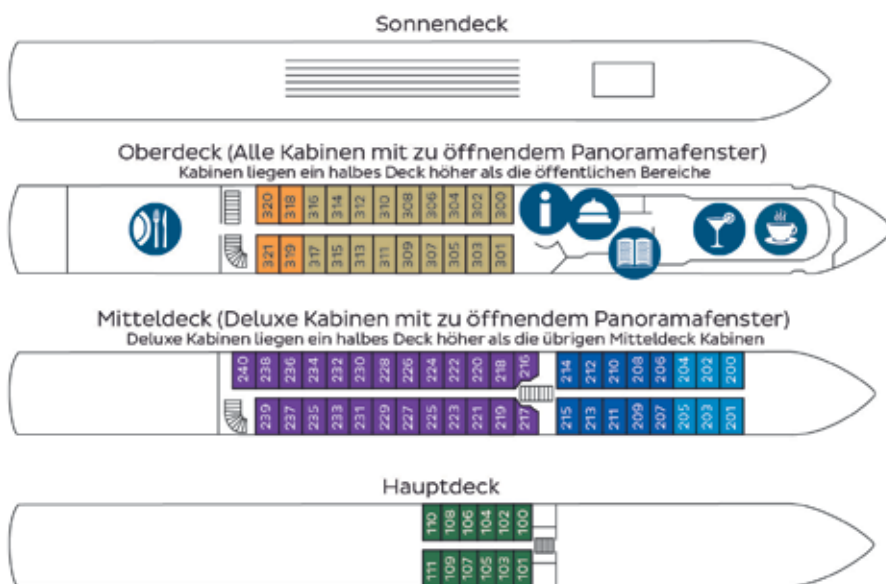 Sonnendeck
Oberdeck (Alle Kabinen mit zu öffnendem Panoramafenster)
Kabinen liegen ein halbes Deck höher als die öffentlichen Bereiche
320 318 316 314 312 310 308 306 304 302 300
321 319 317 315 313 311 309 307 305 303 301
Mitteldeck (Deluxe Kabinen mit zu öffnendem Panoramafenster)
Deluxe Kabinen liegen ein halbes Deck höher als die übrigen Mitteldeck Kabinen
240 238 236 234 232 230 228 226 224 222 220 218 216 214 212 210 208 206 204 202 200
239 237 235 233 231 229 227 225 223 221 219 217 215 213 211 209 207 205 203 201
Hauptdeck
110 108 106 104 102 100
111 109 107 105 103 101